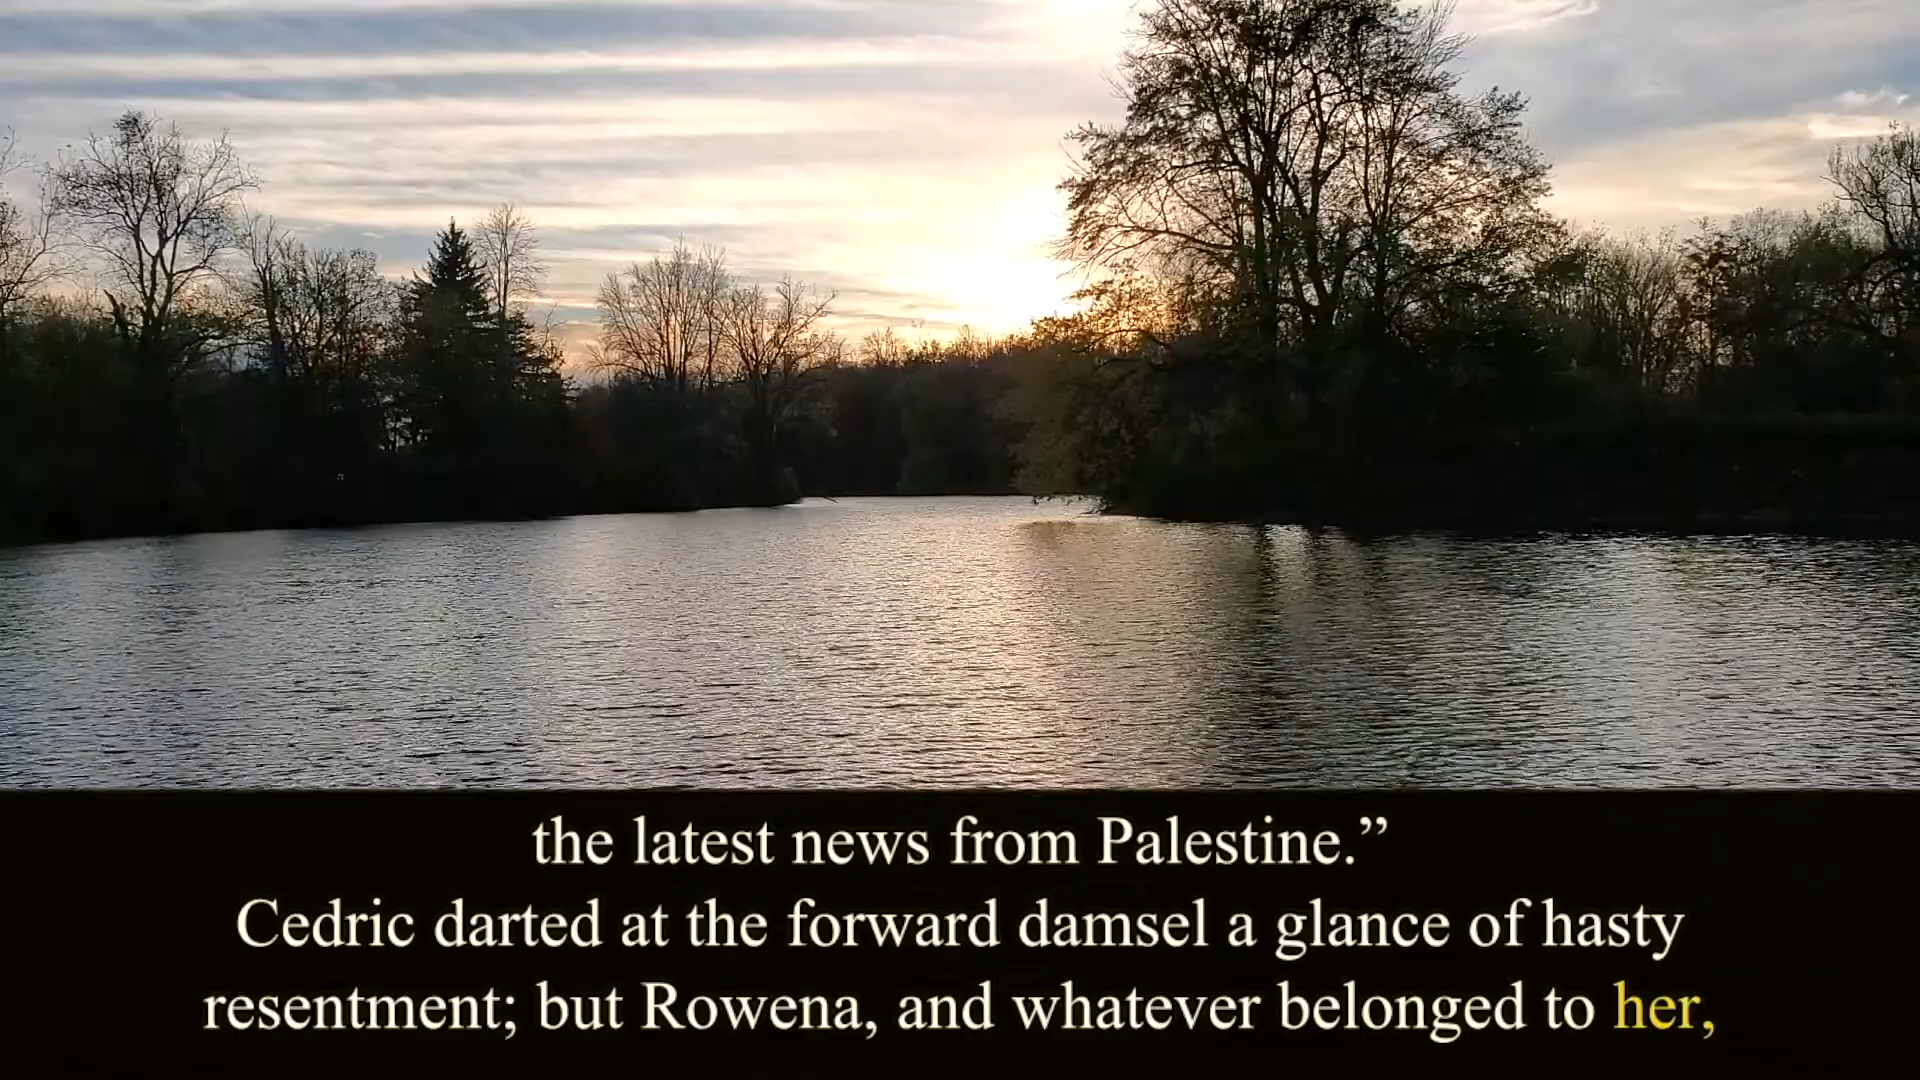 the latest news from Palestine.”
Cedric darted at the forward damsel a glance of hasty
resentment; but Rowena, and whatever belonged to her,